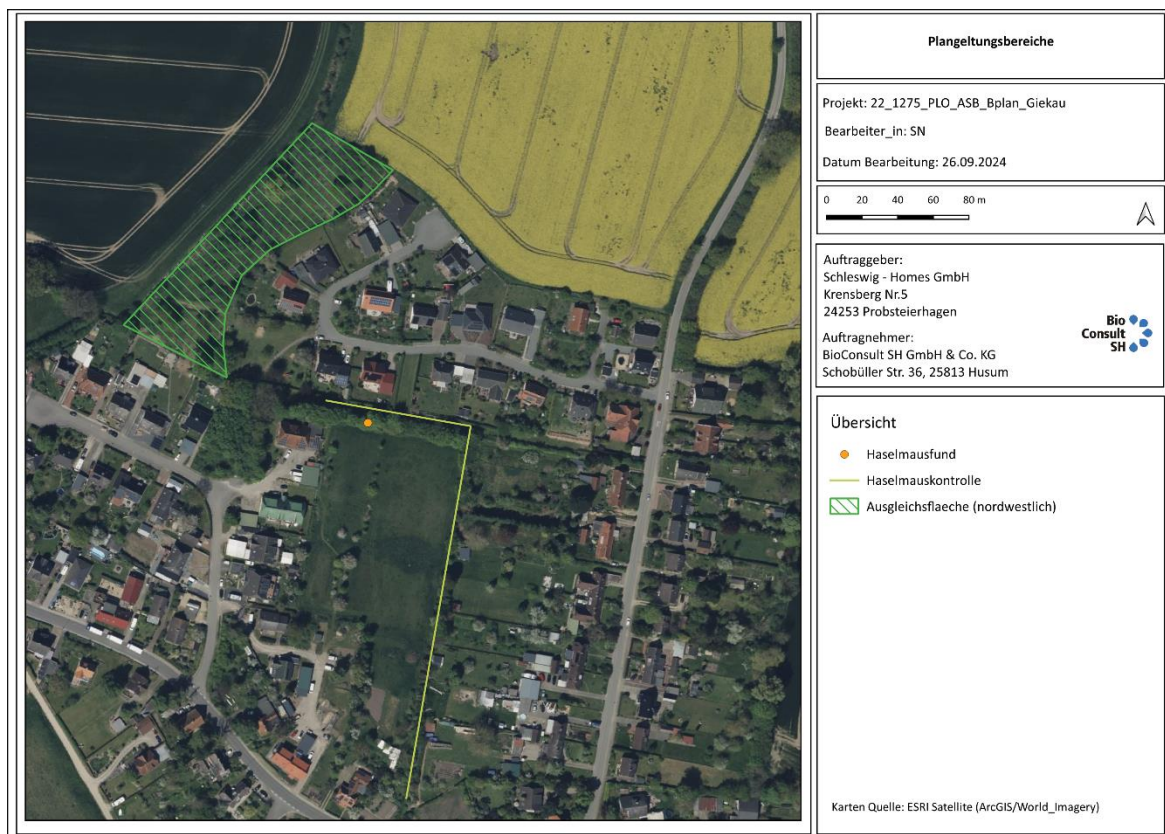 Plangeltungsbereiche
Projekt: 22_1275_PLO_ASB_Bplan_Giekau
Bearbeiter_in: SN
Datum Bearbeitung: 26.09.2024
0 20 40 60 80 m
Auftraggeber:
Schleswig - Homes GmbH
Krensberg Nr.5
24253 Probsteierhagen
Auftragnehmer:
BioConsult SH GmbH & Co. KG
Schobüller Str. 36, 25813 Husum
Bio
Consult
SH
Übersicht
Haselmausfund
Haselmauskontrolle
Ausgleichsflaeche (nordwestlich)
Karten Quelle: ESRI Satellite (ArcGIS/World_Imagery)